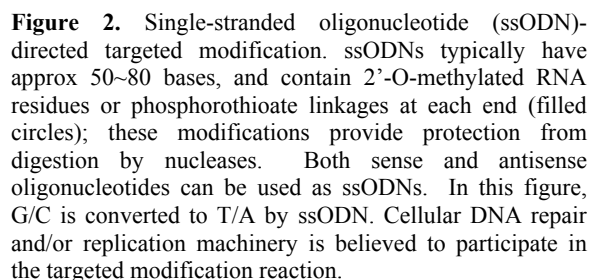 Figure 2. Single-stranded oligonucleotide (ssODN)-
directed targeted modification. ssODNs typically have
approx 50~80 bases, and contain 2’-O-methylated RNA
residues or phosphorothioate linkages at each end (filled
circles); these modifications provide protection from
digestion by nucleases. Both sense and antisense
oligonucleotides can be used as ssODNs. In this figure,
G/C is converted to T/A by ssODN. Cellular DNA repair
and/or replication machinery is believed to participate in
the targeted modification reaction.